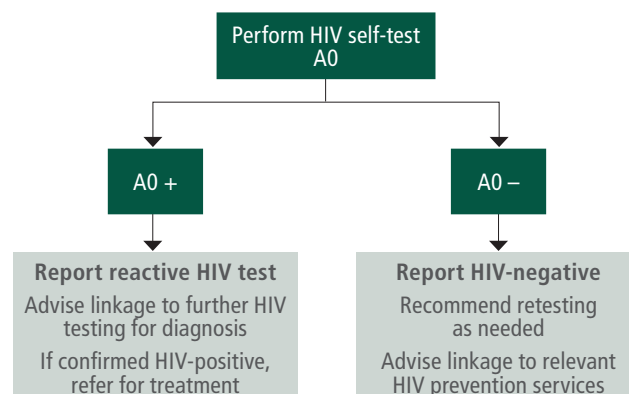 Perform HIV self-test
A0
A0 +
A0 –
Report reactive HIV test
Advise linkage to further HIV
testing for diagnosis
If confirmed HIV-positive,
refer for treatment
Report HIV-negative
Recommend retesting
as needed
Advise linkage to relevant
HIV prevention services